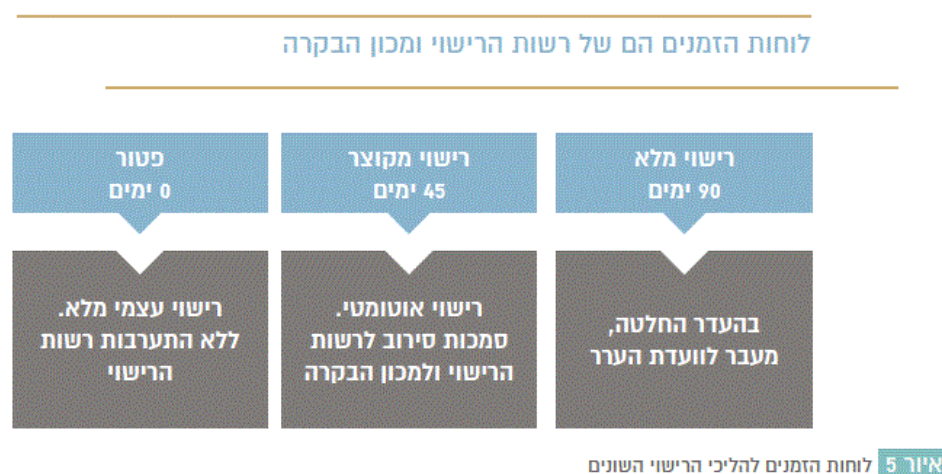 לוחות הזמנים הם של רשות הרישוי ומכון הבקרה
רישוי מלא
90 ימים
בהעדר החלטה,
מעבר לוועדת הערר
רישוי מקוצר
45 ימים
רישוי אוטומטי.
סמכות סירוב לרשות
הרישוי ולמכון הבקרה
פטור
0 ימים
רישוי עצמי מלא.
ללא התערבות רשות
הרישוי
איור 5 לוחות הזמנים להליכי הרישוי השונים